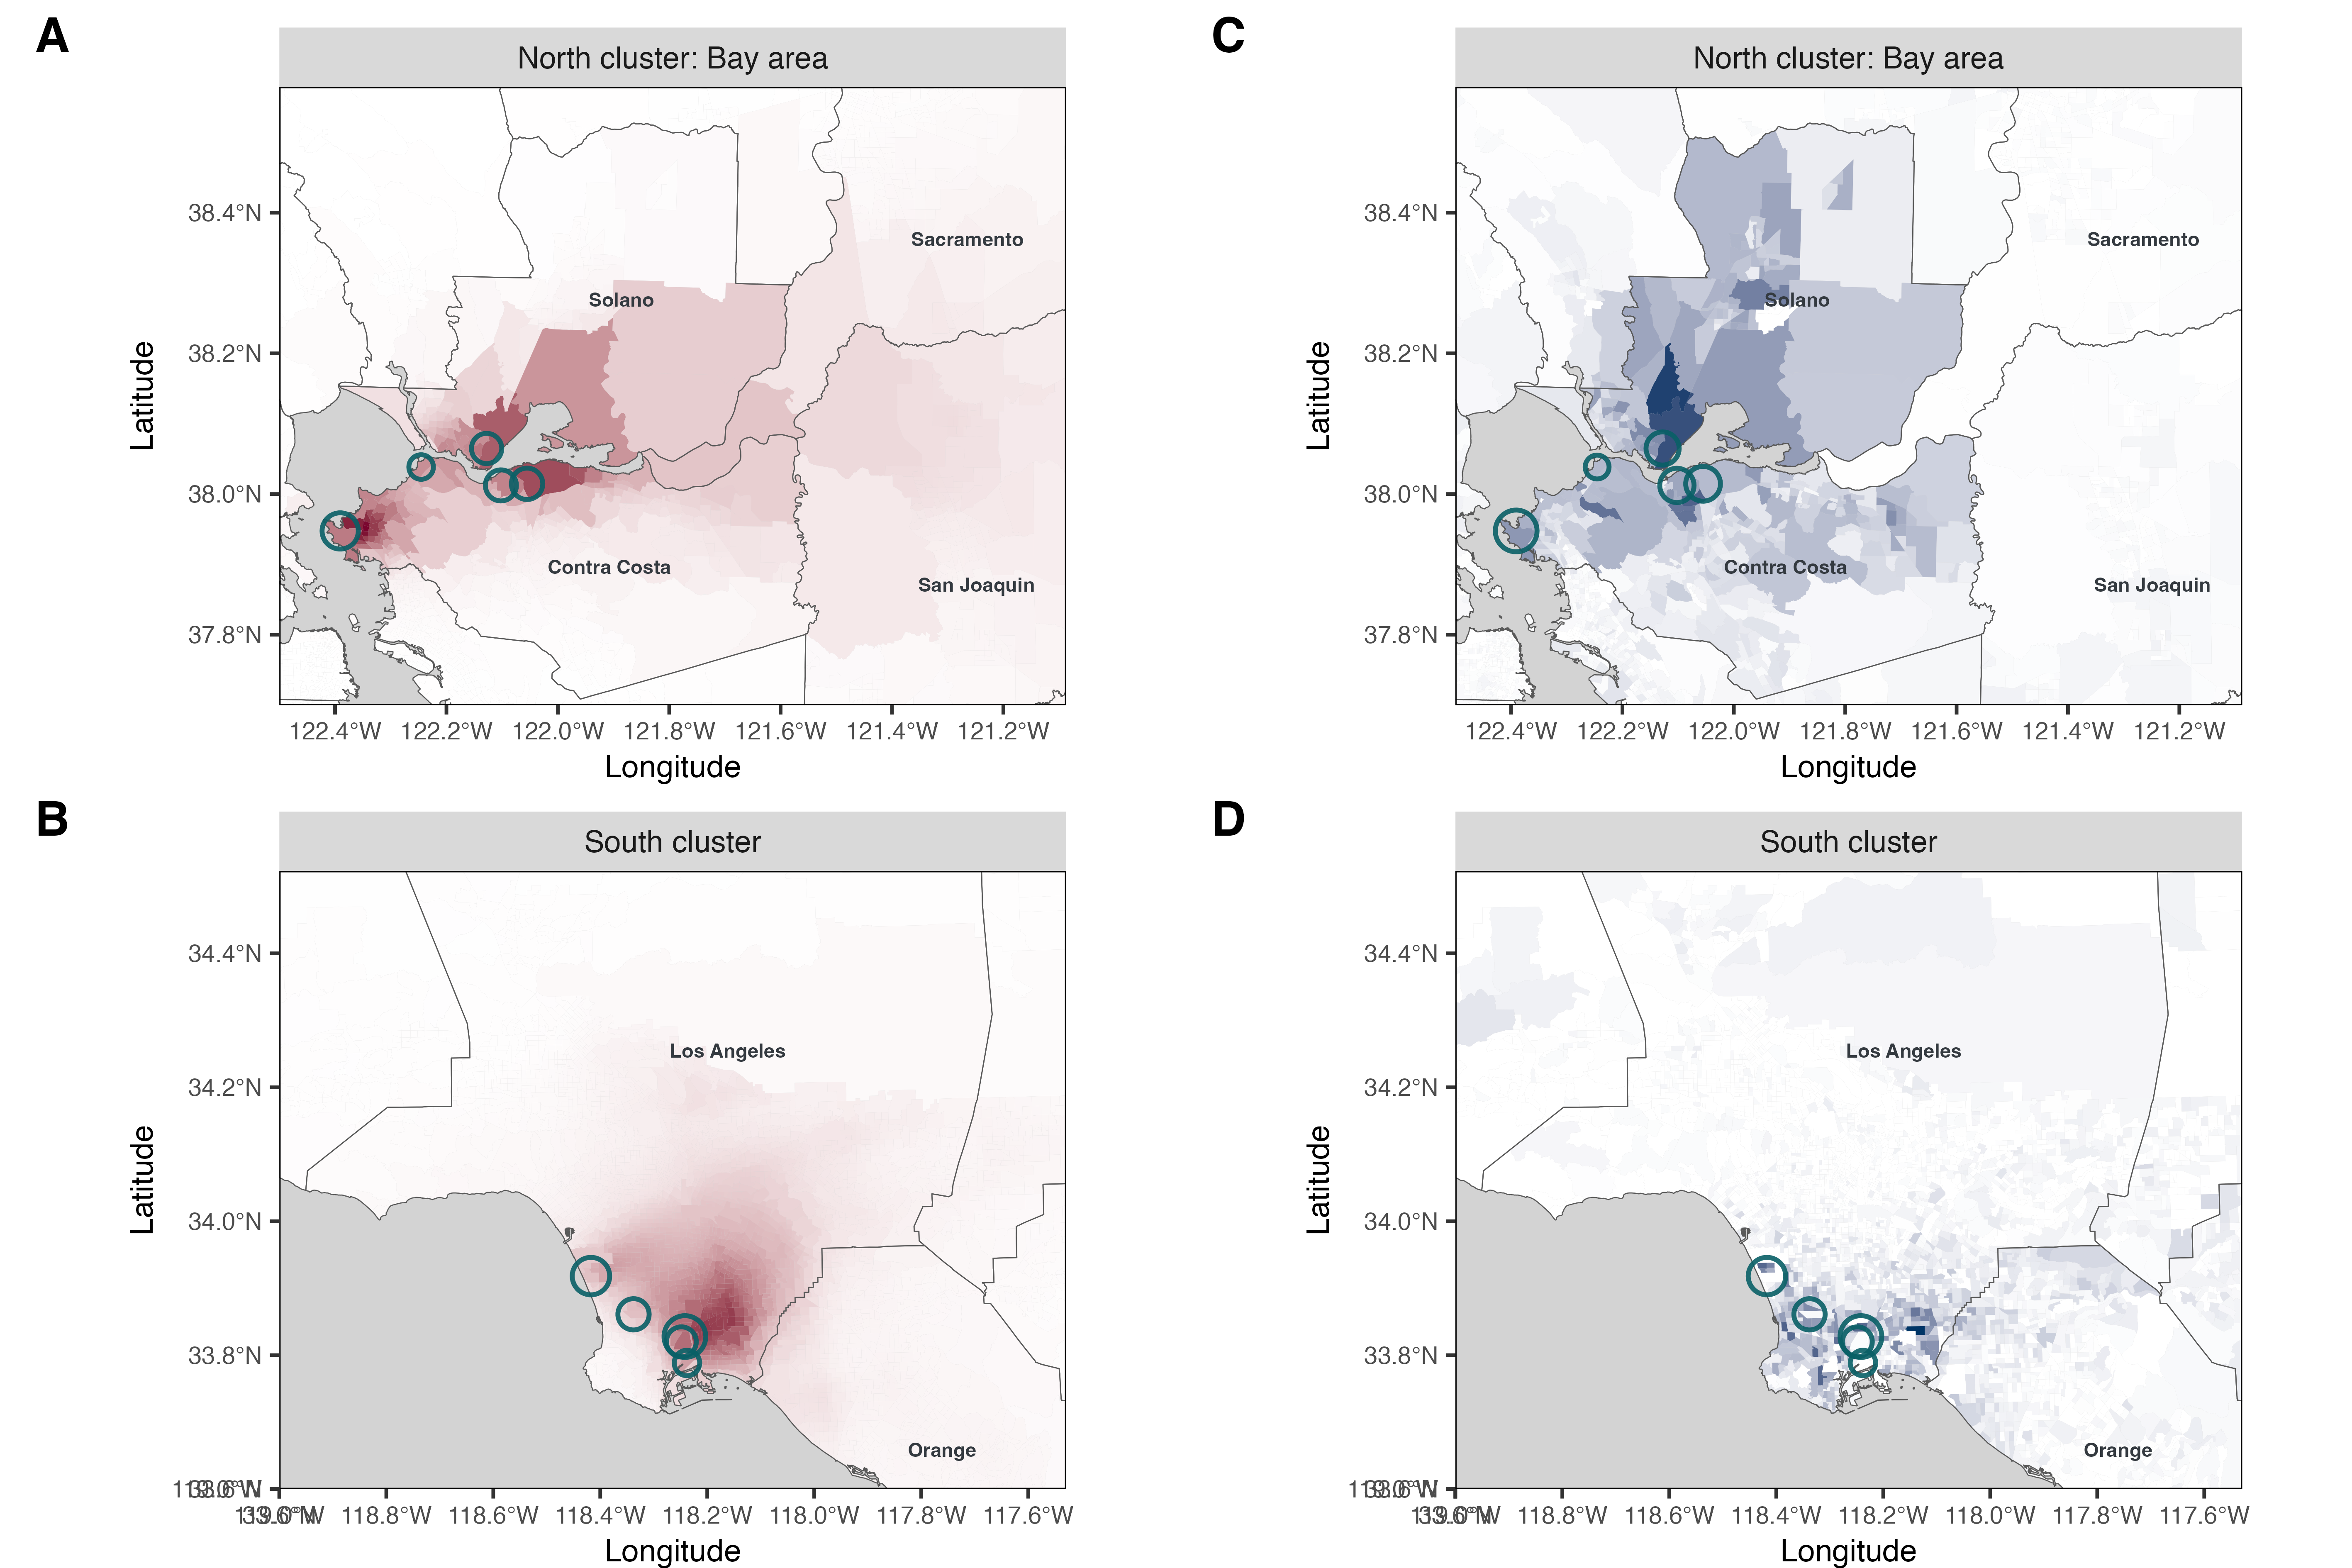 A
North cluster: Bay area
38.4°N
38.2°N
38.0°N
37.8°N
Latitude
Sacramento
Solano
Contra Costa
San Joaquin
122.4°W 122.2°W 122.0°W 121.8°W 121.6°W 121.4°W 121.2°W
Longitude
C
North cluster: Bay area
38.4°N
38.2°N
38.0°N
37.8°N
Latitude
Sacramento
Solano
Contra Costa
San Joaquin
122.4°W 122.2°W 122.0°W 121.8°W 121.6°W 121.4°W 121.2°W
Longitude
B
South cluster
34.4°N
34.2°N
34.0°N
33.8°N
Latitude
Los Angeles
Orange
118.8°W 118.6°W 118.4°W 118.2°W 118.0°W 117.8°W 117.6°W
Longitude
D
South cluster
34.4°N
34.2°N
34.0°N
33.8°N
Latitude
Los Angeles
Orange
118.8°W 118.6°W 118.4°W 118.2°W 118.0°W 117.8°W 117.6°W
Longitude